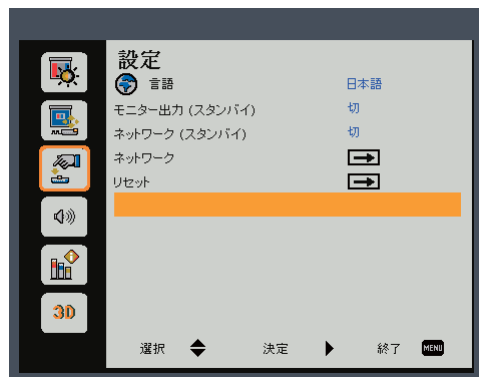 設定
言語 日本語
モニター出力 (スタンバイ) 切
ネットワーク (スタンバイ) 切
ネットワーク
リセット
3D
選択 決定 終了 MENU